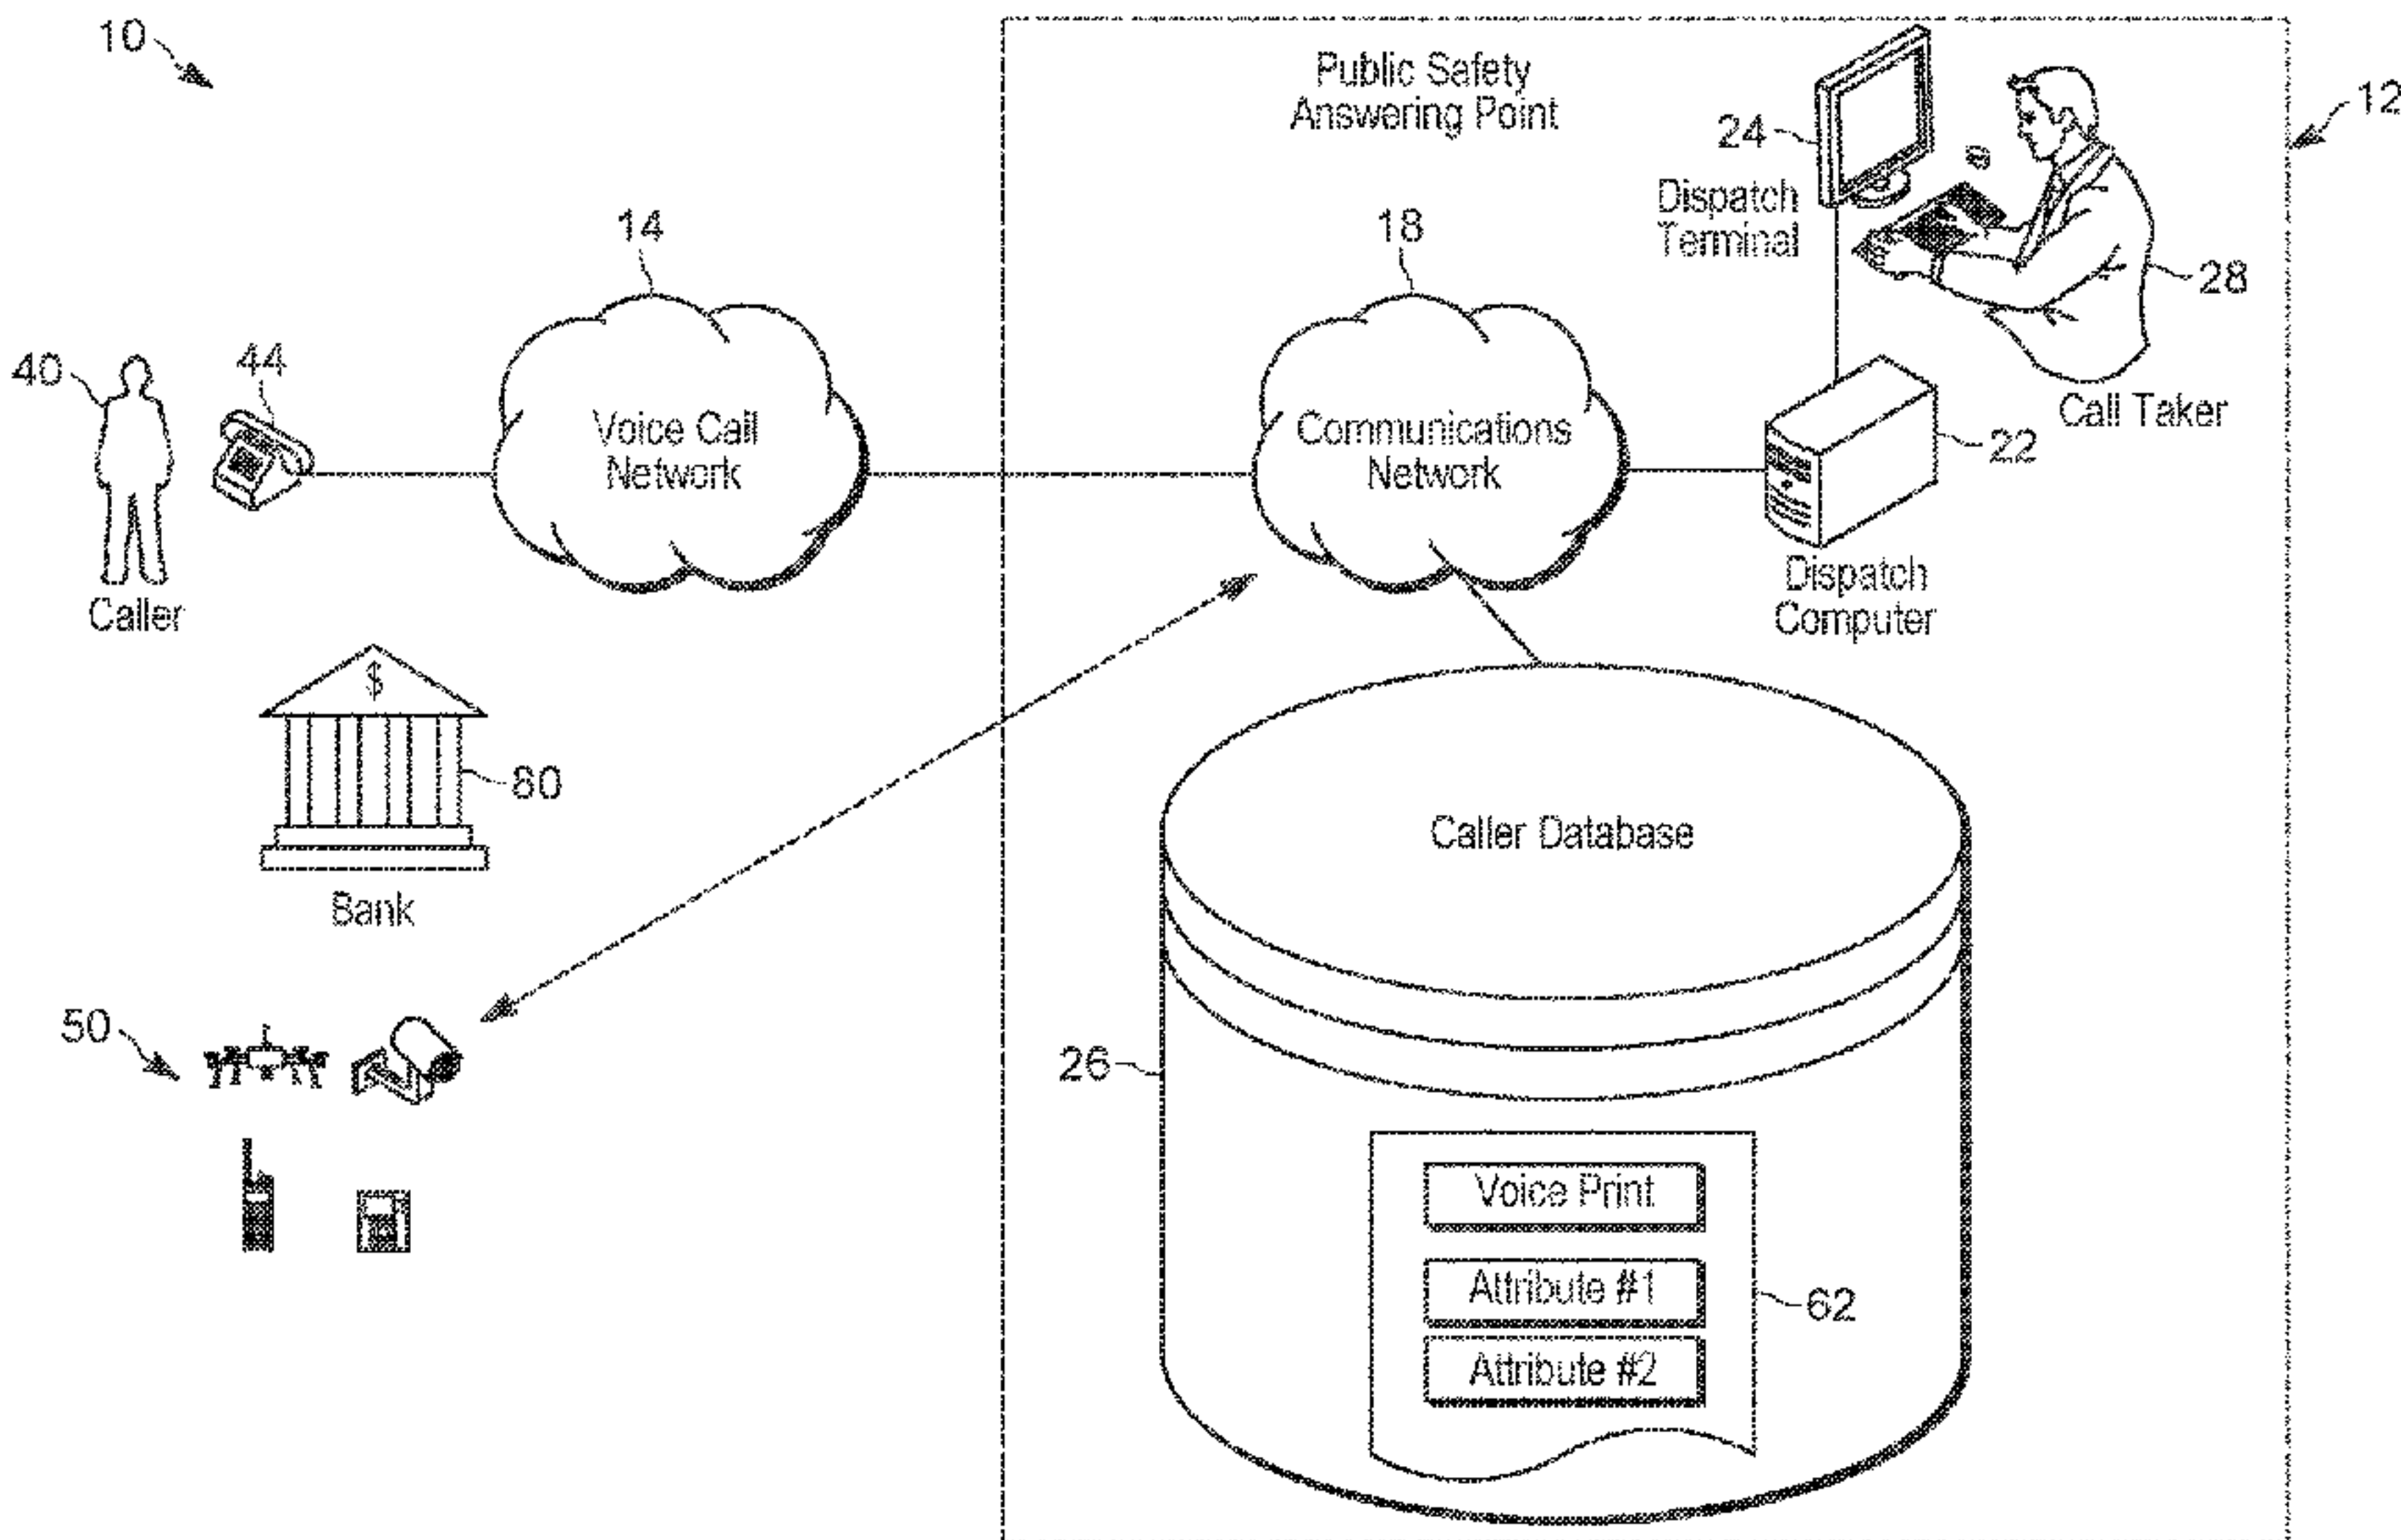 10
Public Safety
Answering Point
12
24
Dispatch
Terminal
28
Call Taker
14
18
40
44
Voice Call
Network
Communications
Network
22
Caller
Dispatch
Computer
$
80
Bank
Caller Database
50
26
Voice Print
Attribute #1
62
Attribute #2